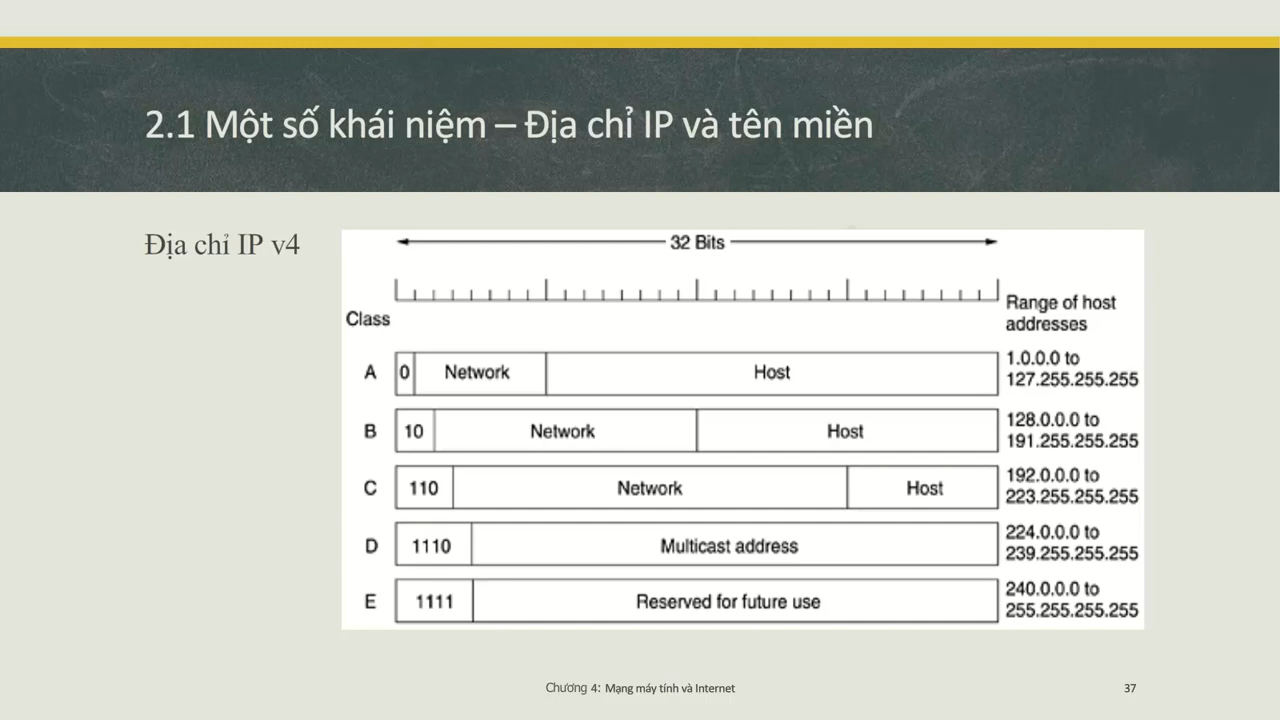 2.1 Một số khái niệm – Địa chỉ IP và tên miền
Địa chỉ IP v4
32 Bits
Class
Range of host
addresses
A 0 Network Host 1.0.0.0 to
127.255.255.255
B 10 Network Host 128.0.0.0 to
191.255.255.255
C 110 Network Host 192.0.0.0 to
223.255.255.255
D 1110 Multicast address 224.0.0.0 to
239.255.255.255
E 1111 Reserved for future use 240.0.0.0 to
255.255.255.255
Chương 4: Mạng máy tính và Internet 37